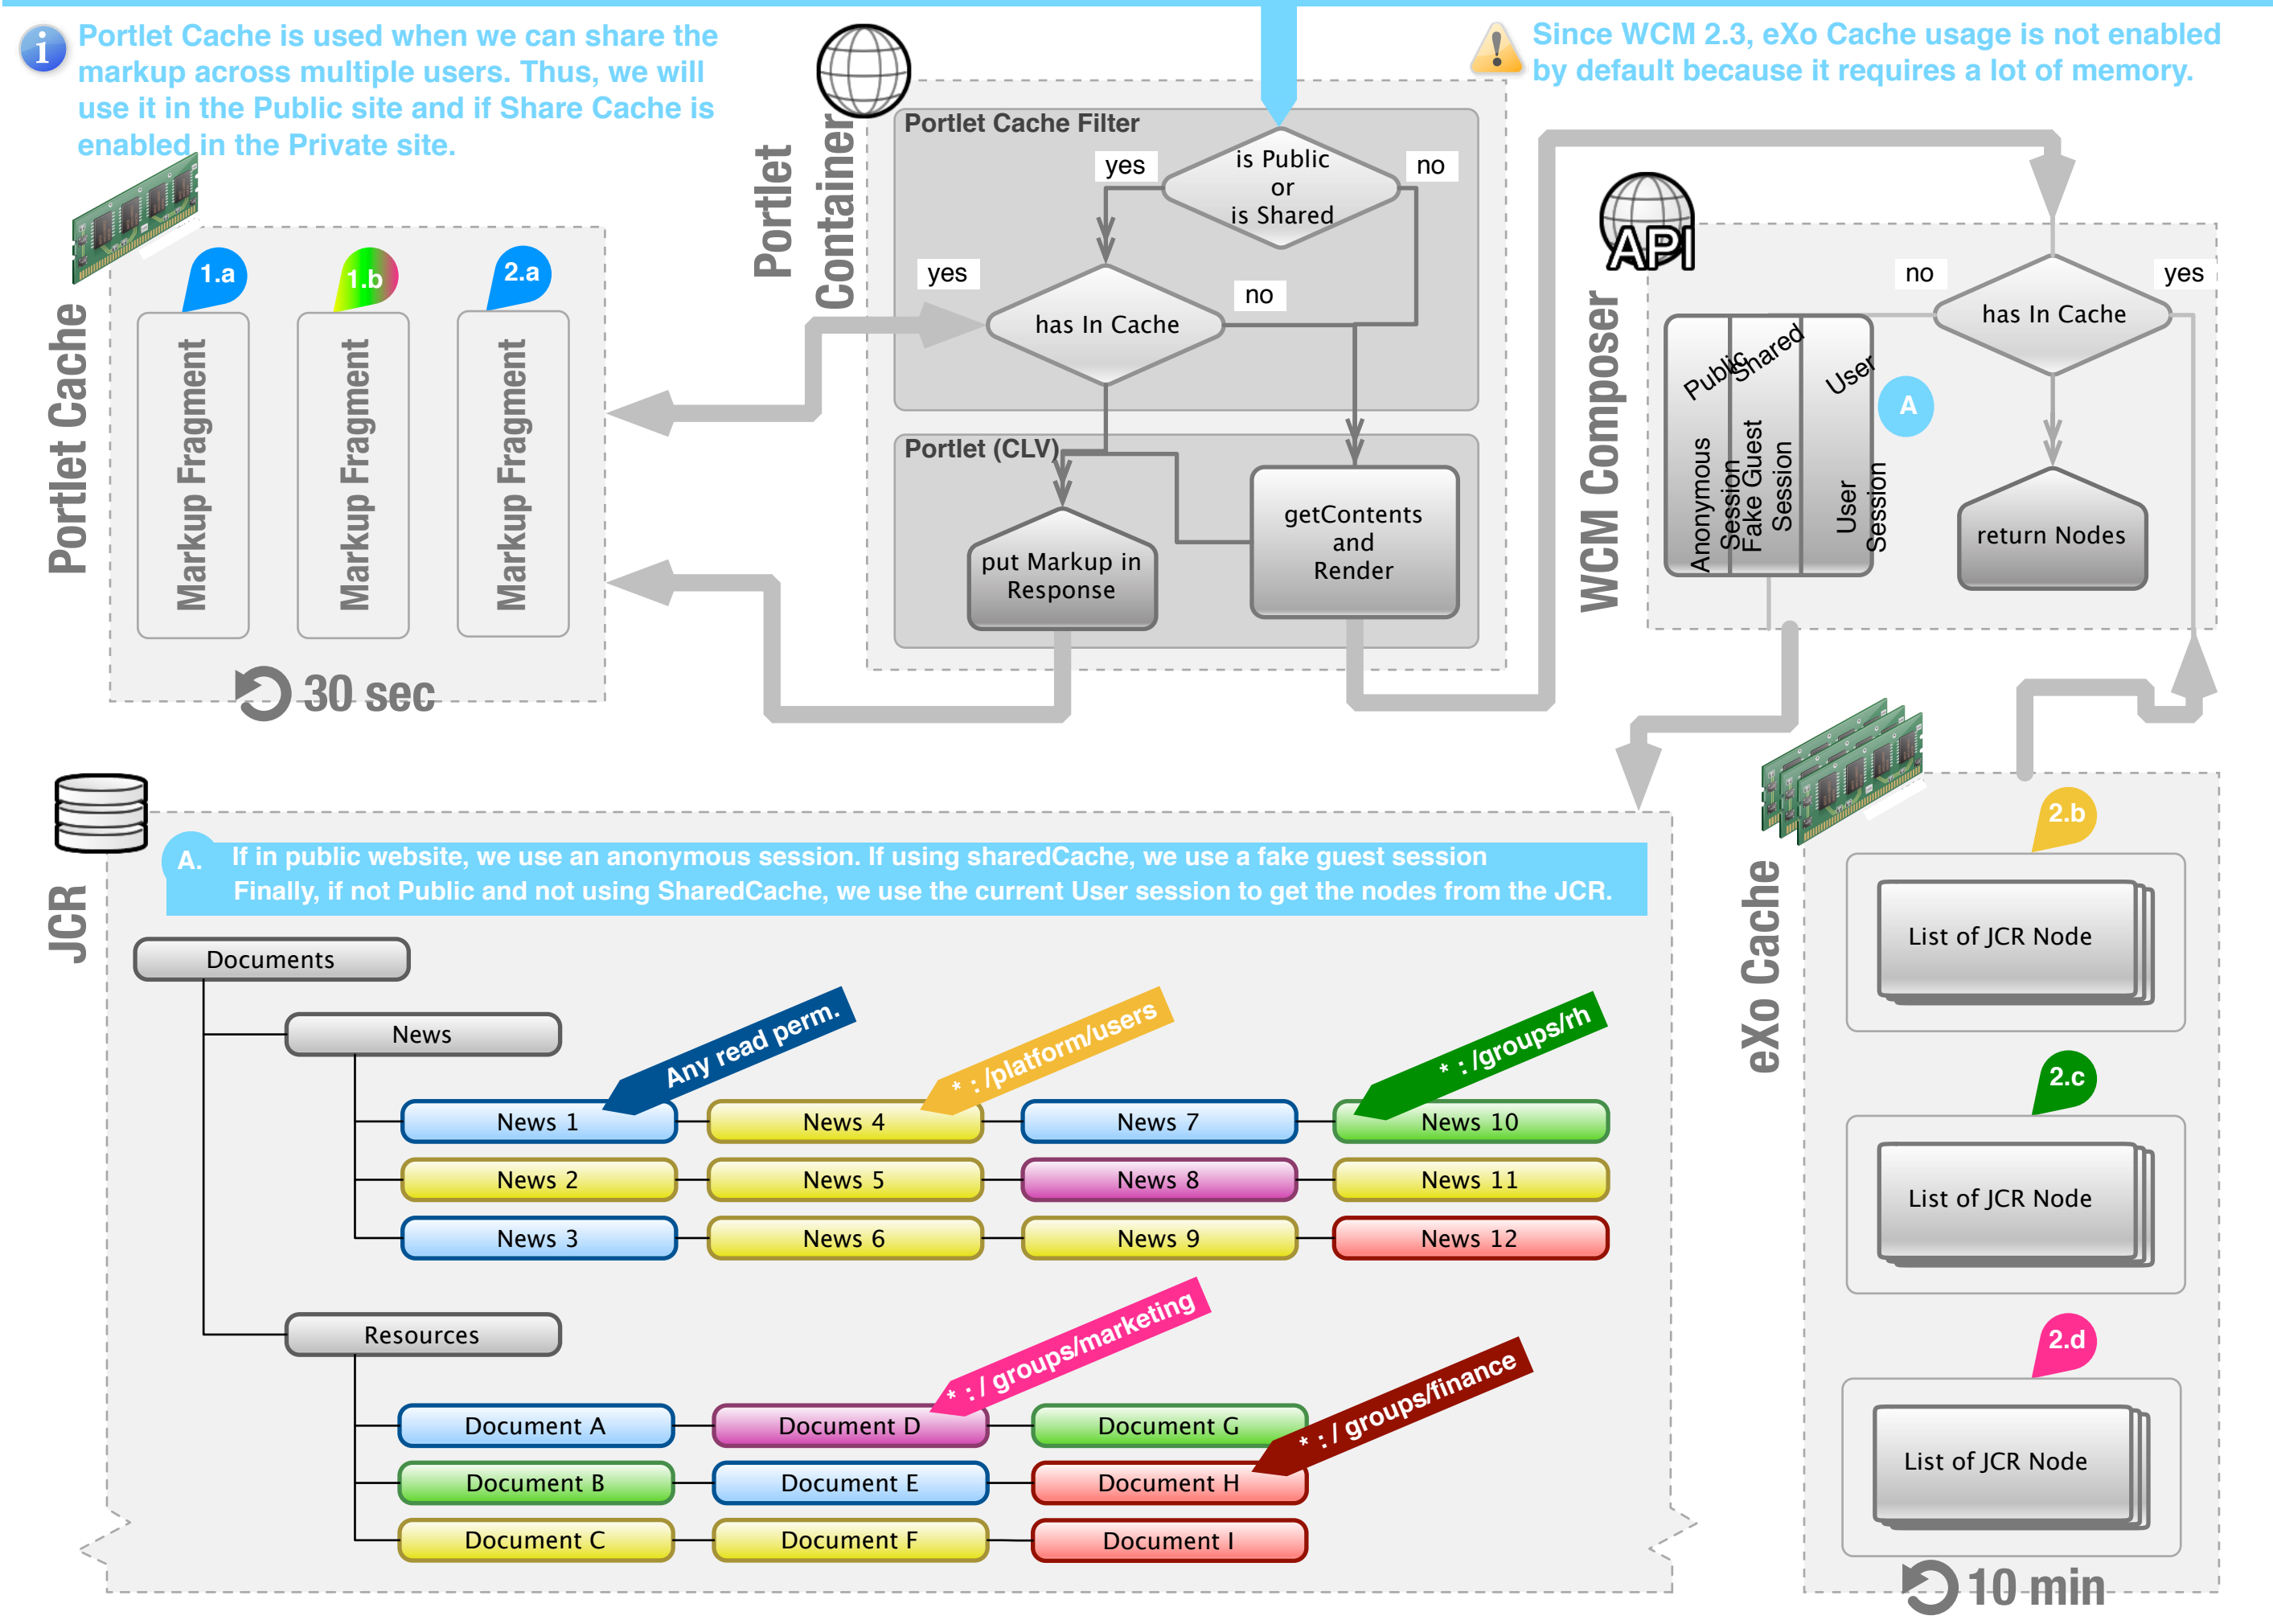 Portlet Cache is used when we can share the
markup across multiple users. Thus, we will
use it in the Public site and if Share Cache is
enabled in the Private site.
Since WCM 2.3, eXo Cache usage is not enabled
by default because it requires a lot of memory.
Portlet Cache
1.a
1.b
2.a
Markup Fragment
Markup Fragment
Markup Fragment
30 sec
Portlet
Container
Portlet Cache Filter
is Public
or
is Shared
yes
no
yes
has In Cache
no
Portlet (CLV)
put Markup in
Response
getContents
and
Render
WCM Composer
API
no
yes
has In Cache
Public
Shared
User
Anonymous
Session
Fake Guest
Session
User
Session
A
return Nodes
JCR
A.
If in public website, we use an anonymous session. If using sharedCache, we use a fake guest session
Finally, if not Public and not using SharedCache, we use the current User session to get the nodes from the JCR.
Documents
News
Any read perm.
* : /platform/users
* : /groups/rh
News 1
News 4
News 7
News 10
News 2
News 5
News 8
News 11
News 3
News 6
News 9
News 12
Resources
* : / groups/marketing
* : / groups/finance
Document A
Document D
Document G
Document B
Document E
Document H
Document C
Document F
Document I
eXo Cache
2.b
List of JCR Node
2.c
List of JCR Node
2.d
List of JCR Node
10 min